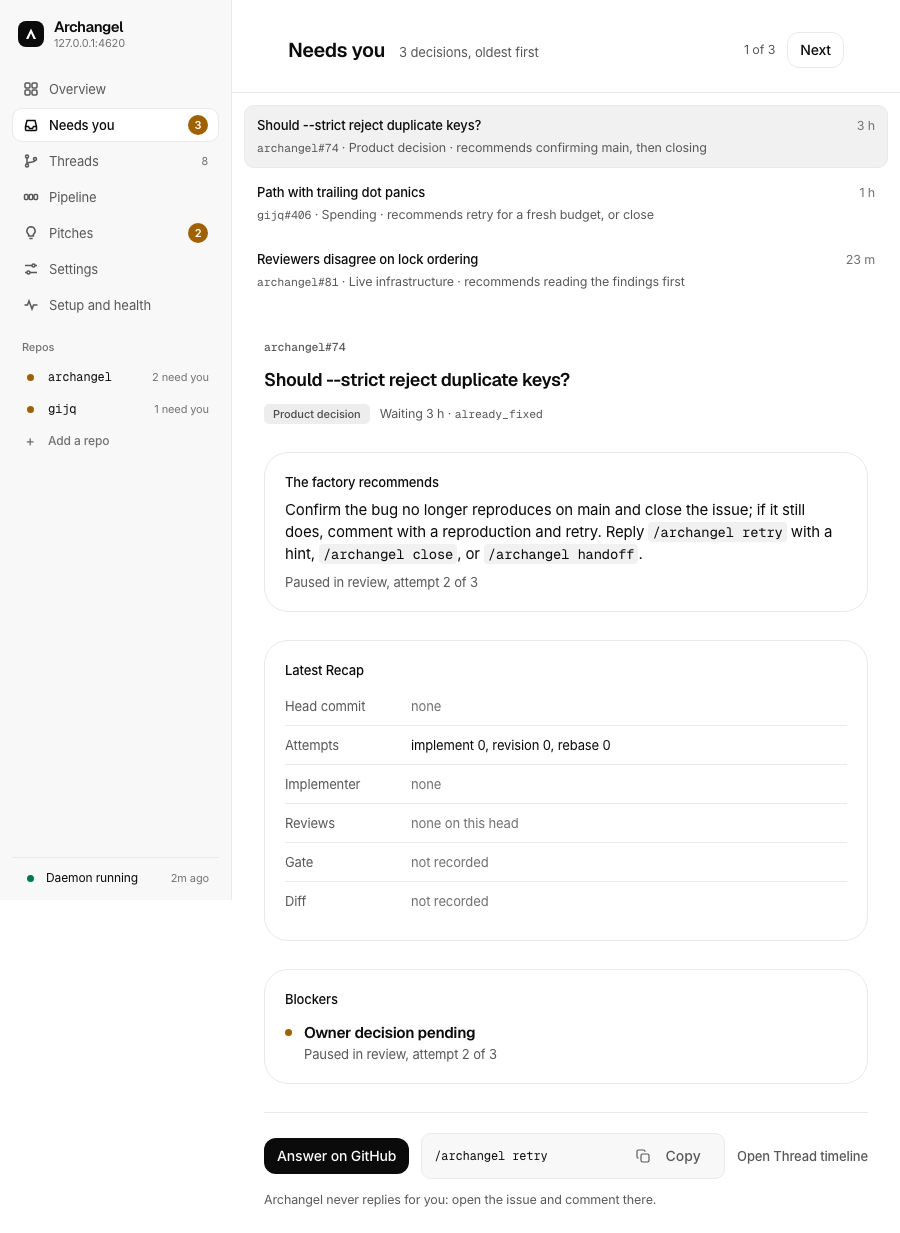 Archangel
127.0.0.1:4620
Overview
Needs you 3
Threads 8
Pipeline
Pitches 2
Settings
Setup and health
Repos
archangel 2 need you
gijq 1 need you
+ Add a repo
Daemon running 2m ago
Needs you 3 decisions, oldest first 1 of 3 Next
Should --strict reject duplicate keys? 3 h
archangel#74 · Product decision · recommends confirming main, then closing
Path with trailing dot panics 1 h
gijq#406 · Spending · recommends retry for a fresh budget, or close
Reviewers disagree on lock ordering 23 m
archangel#81 · Live infrastructure · recommends reading the findings first
archangel#74
Should --strict reject duplicate keys?
Product decision Waiting 3 h · already_fixed
The factory recommends
Confirm the bug no longer reproduces on main and close the issue; if it still
does, comment with a reproduction and retry. Reply /archangel retry with a
hint, /archangel close, or /archangel handoff.
Paused in review, attempt 2 of 3
Latest Recap
Head commit none
Attempts implement 0, revision 0, rebase 0
Implementer none
Reviews none on this head
Gate not recorded
Diff not recorded
Blockers
Owner decision pending
Paused in review, attempt 2 of 3
Answer on GitHub /archangel retry Copy Open Thread timeline
Archangel never replies for you: open the issue and comment there.